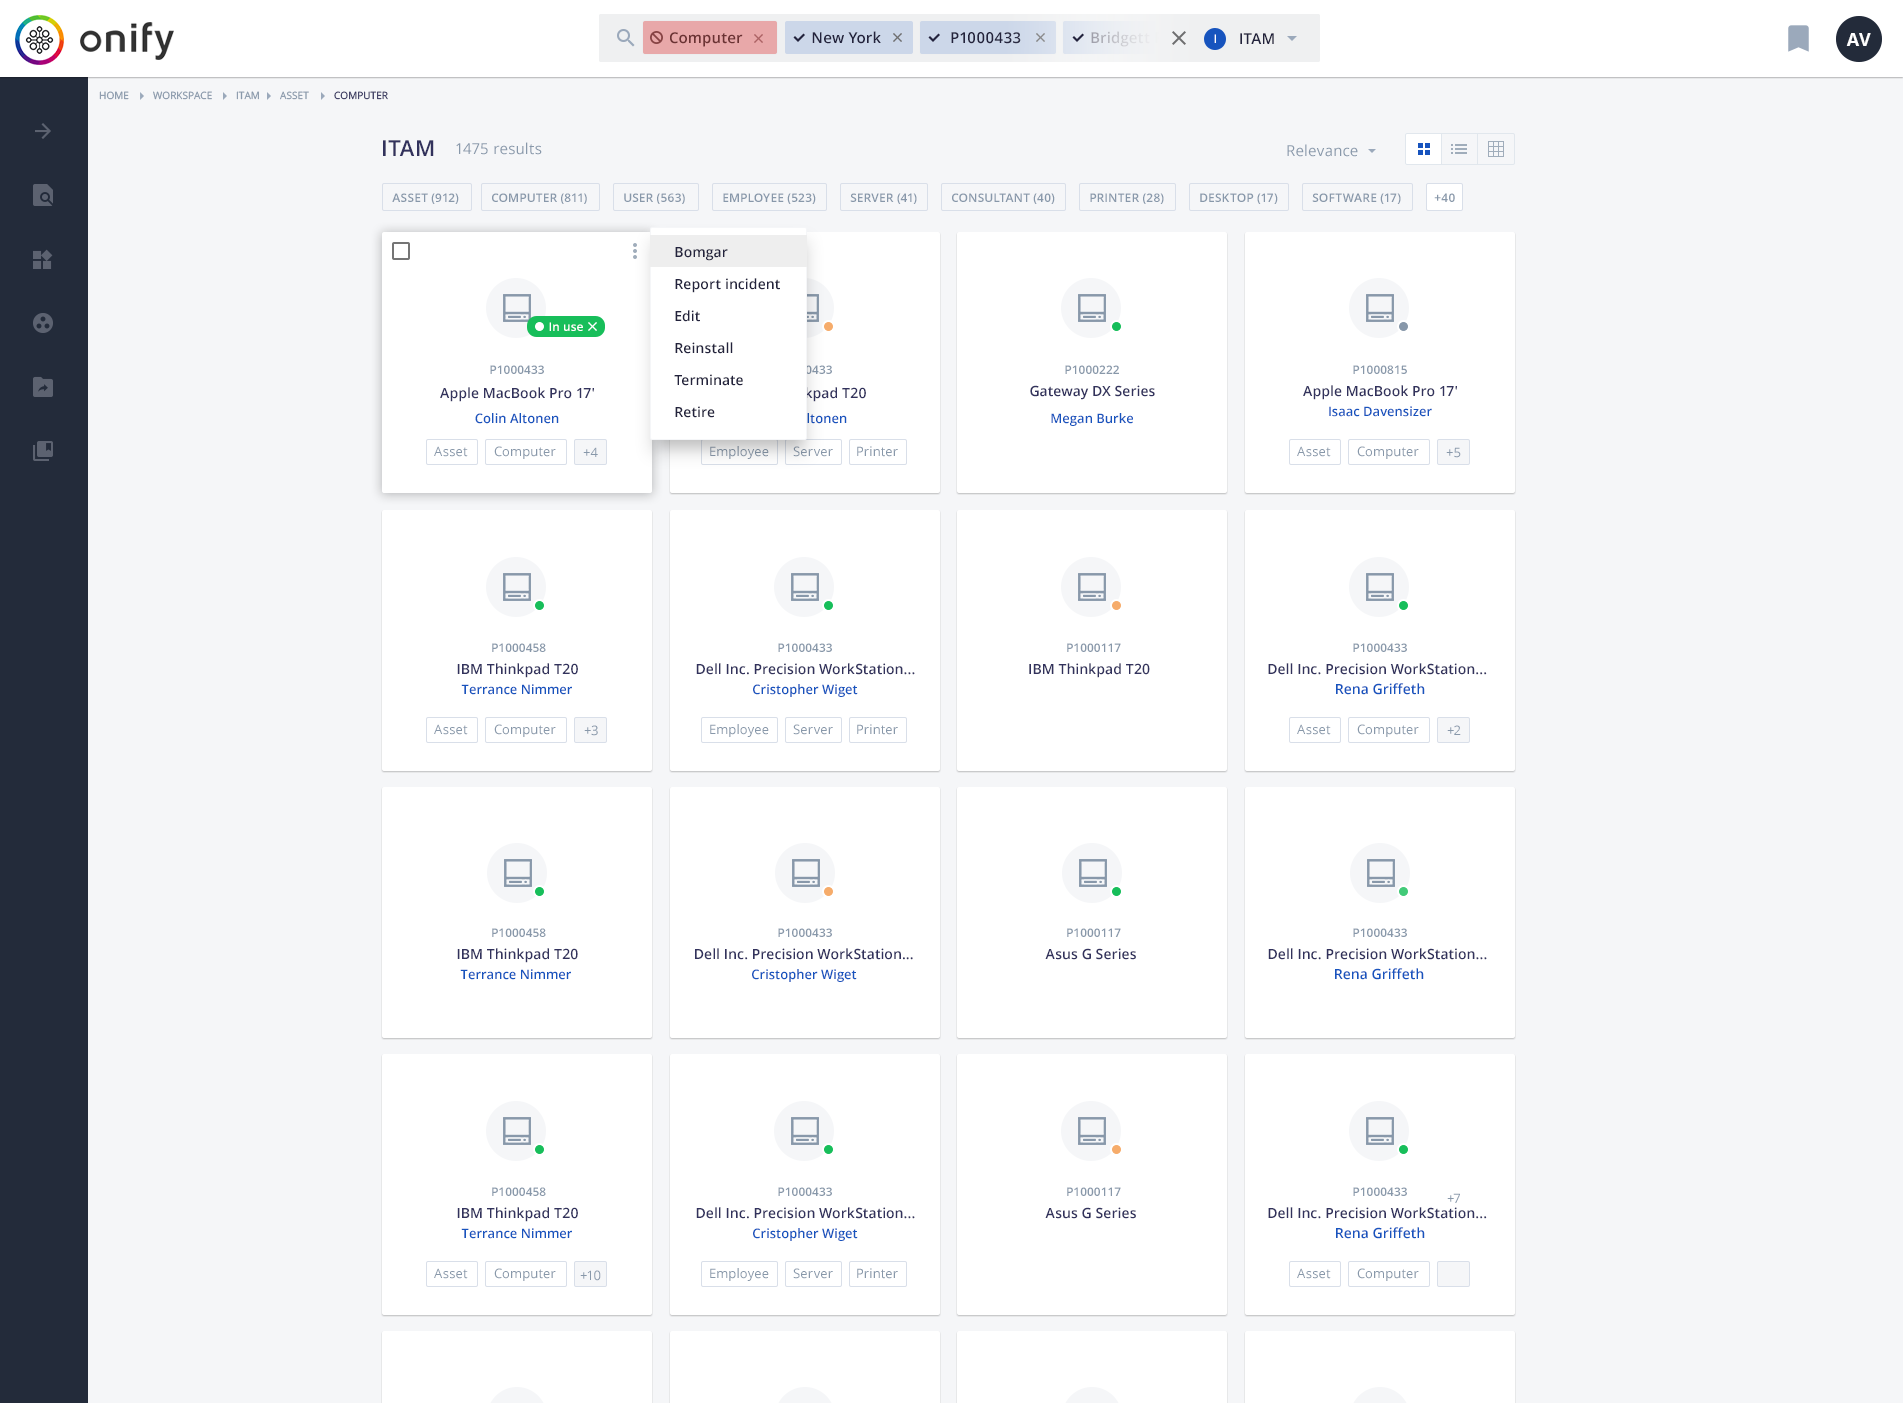 onify
Computer New York P1000433 Bridgett I ITAM
AV
HOME WORKSPACE ITAM ASSET COMPUTER
ITAM 1475 results
Relevance
ASSET (912) COMPUTER (811) USER (563) EMPLOYEE (523) SERVER (41) CONSULTANT (40) PRINTER (28) DESKTOP (17) SOFTWARE (17) +40
In use
P1000433
Apple MacBook Pro 17'
Colin Altonen
Asset Computer +4
Bomgar
Report incident
Edit
Reinstall
Terminate
Retire
0433
kpad T20
ltonen
Employee Server Printer
P1000222
Gateway DX Series
Megan Burke
P1000815
Apple MacBook Pro 17'
Isaac Davensizer
Asset Computer +5
P1000458
IBM Thinkpad T20
Terrance Nimmer
Asset Computer +3
P1000433
Dell Inc. Precision WorkStation...
Cristopher Wiget
Employee Server Printer
P1000117
IBM Thinkpad T20
P1000433
Dell Inc. Precision WorkStation...
Rena Griffeth
Asset Computer +2
P1000458
IBM Thinkpad T20
Terrance Nimmer
P1000433
Dell Inc. Precision WorkStation...
Cristopher Wiget
P1000117
Asus G Series
P1000433
Dell Inc. Precision WorkStation...
Rena Griffeth
P1000458
IBM Thinkpad T20
Terrance Nimmer
Asset Computer +10
P1000433
Dell Inc. Precision WorkStation...
Cristopher Wiget
Employee Server Printer
P1000117
Asus G Series
P1000433
+7
Dell Inc. Precision WorkStation...
Rena Griffeth
Asset Computer